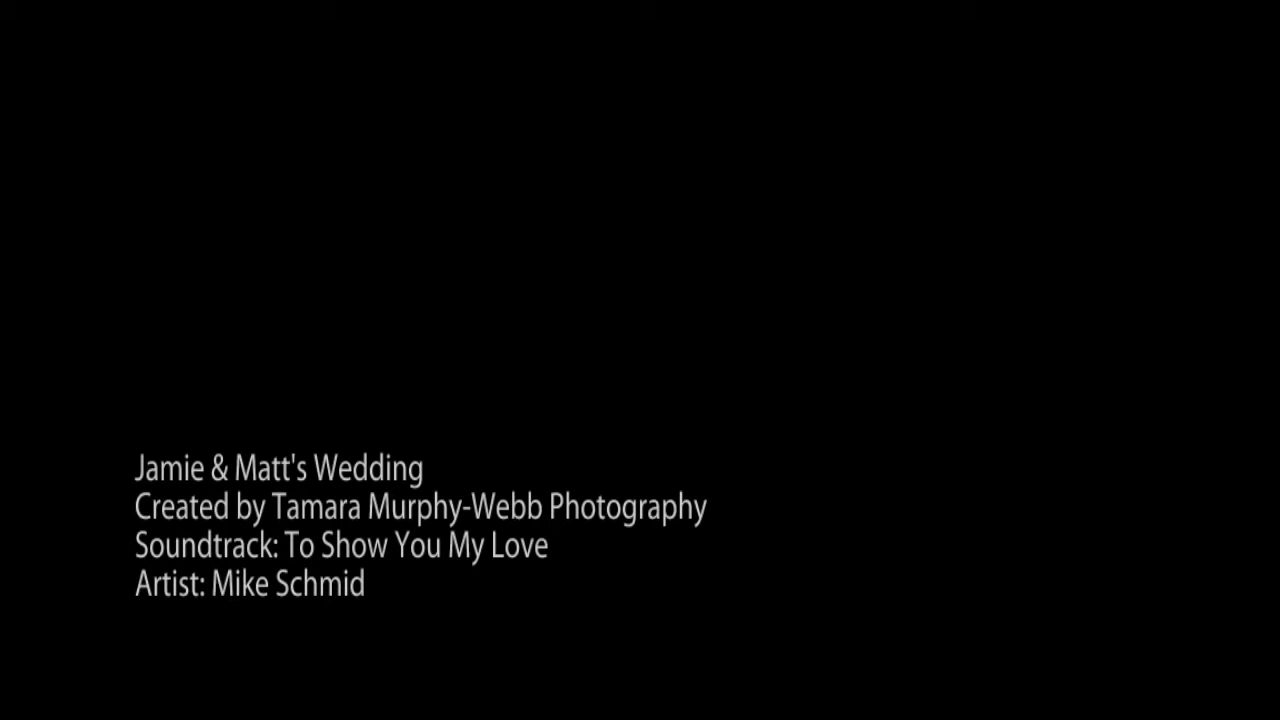 Jamie & Matt's Wedding
Created by Tamara Murphy-Webb Photography
Soundtrack: To Show You My Love
Artist: Mike Schmid